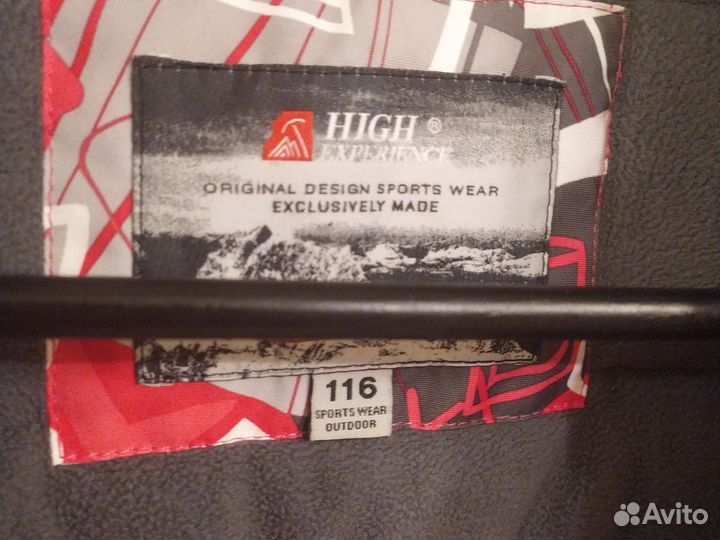 HIGH ®
EXPERIENCE
ORIGINAL DESIGN SPORTS WEAR
EXCLUSIVELY MADE
116
SPORTS WEAR
OUTDOOR
Avito